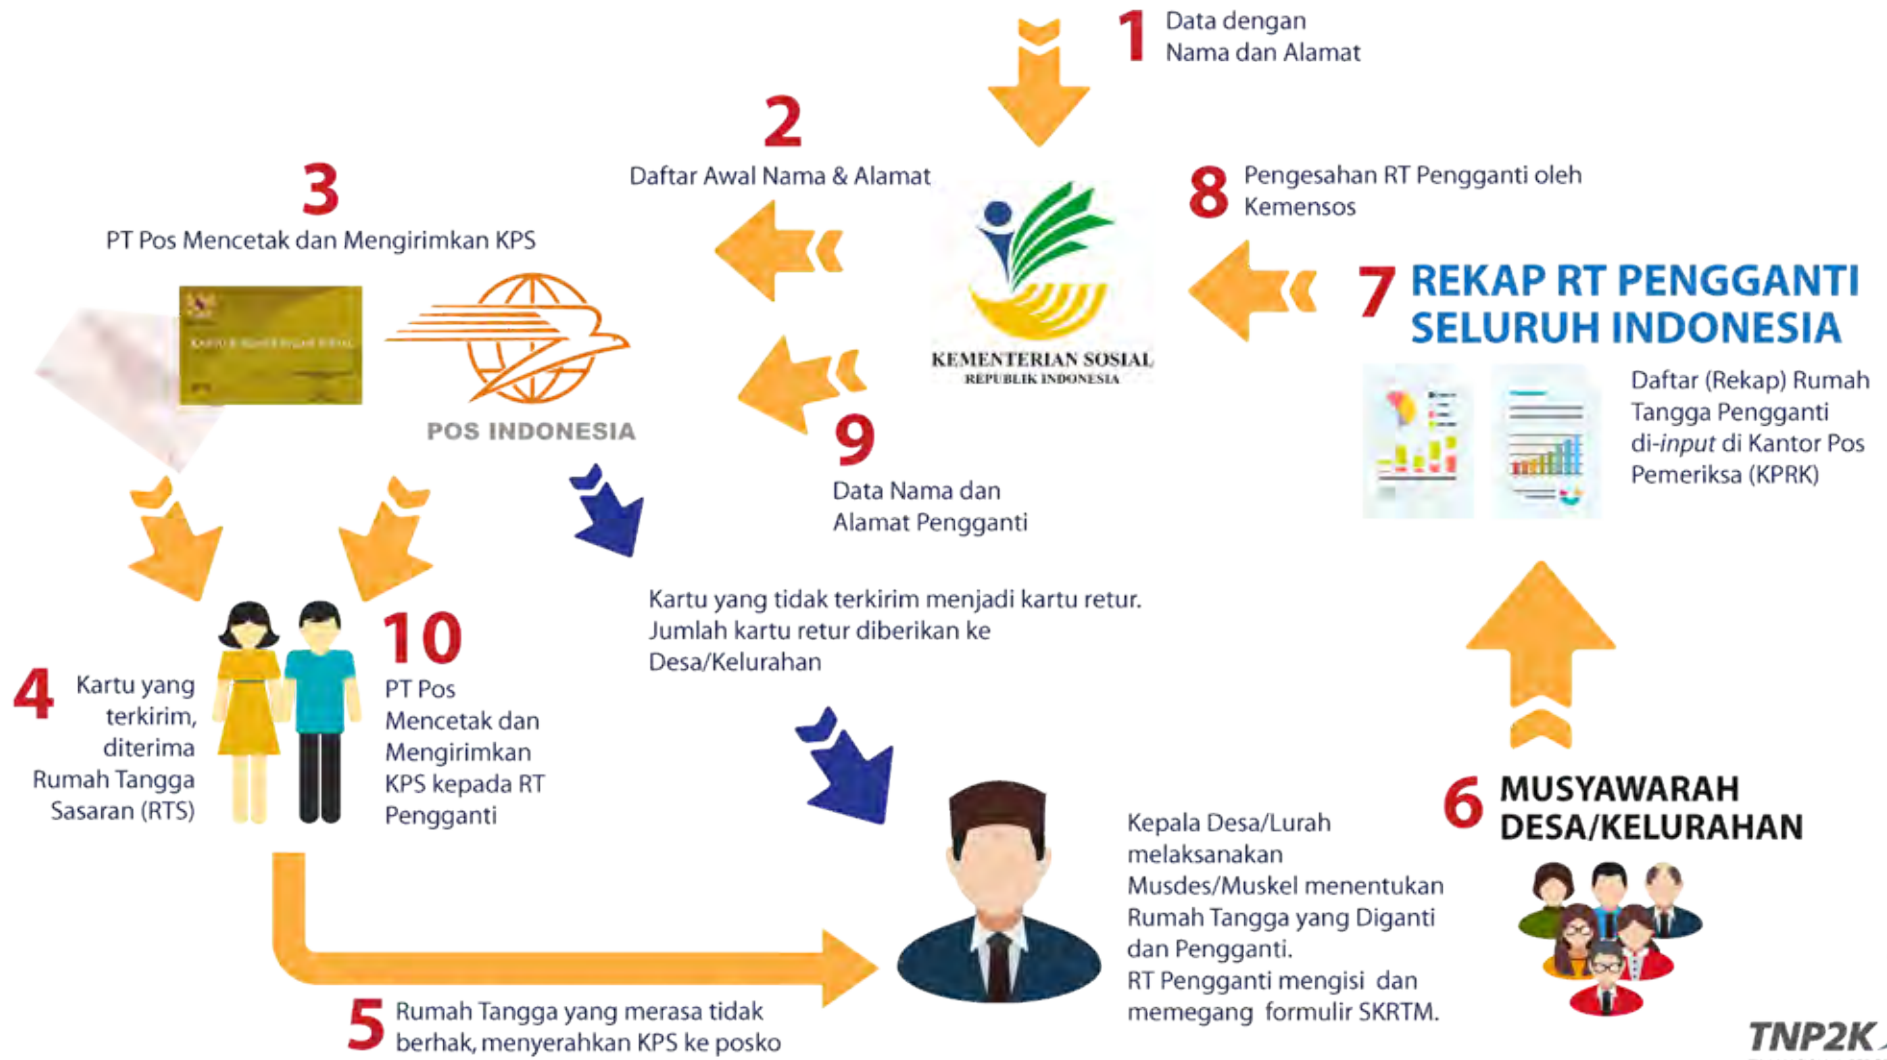 1
Data dengan
Nama dan Alamat
2
Daftar Awal Nama & Alamat
3
PT Pos Mencetak dan Mengirimkan KPS
POS INDONESIA
KEMENTERIAN SOSIAL
REPUBLIK INDONESIA
8
Pengesahan RT Pengganti oleh
Kemensos
7
REKAP RT PENGGANTI
SELURUH INDONESIA
Daftar (Rekap) Rumah
Tangga Pengganti
di-input di Kantor Pos
Pemeriksa (KPRK)
9
Data Nama dan
Alamat Pengganti
Kartu yang tidak terkirim menjadi kartu retur.
Jumlah kartu retur diberikan ke
Desa/Kelurahan
4
Kartu yang
terkirim,
diterima
Rumah Tangga
Sasaran (RTS)
10
PT Pos
Mencetak dan
Mengirimkan
KPS kepada RT
Pengganti
5
Rumah Tangga yang merasa tidak
berhak, menyerahkan KPS ke posko
Kepala Desa/Lurah
melaksanakan
Musdes/Muskel menentukan
Rumah Tangga yang Diganti
dan Pengganti.
RT Pengganti mengisi dan
memegang formulir SKRTM.
6
MUSYAWARAH
DESA/KELURAHAN
TNP2K